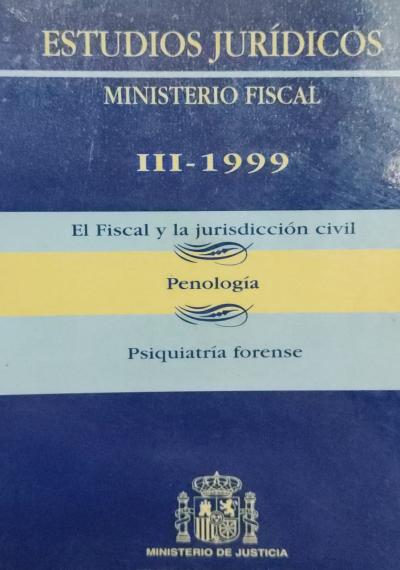 ESTUDIOS JURÍDICOS
MINISTERIO FISCAL
III-1999
El Fiscal y la jurisdicción civil
Penología
Psiquiatría forense
MINISTERIO DE JUSTICIA